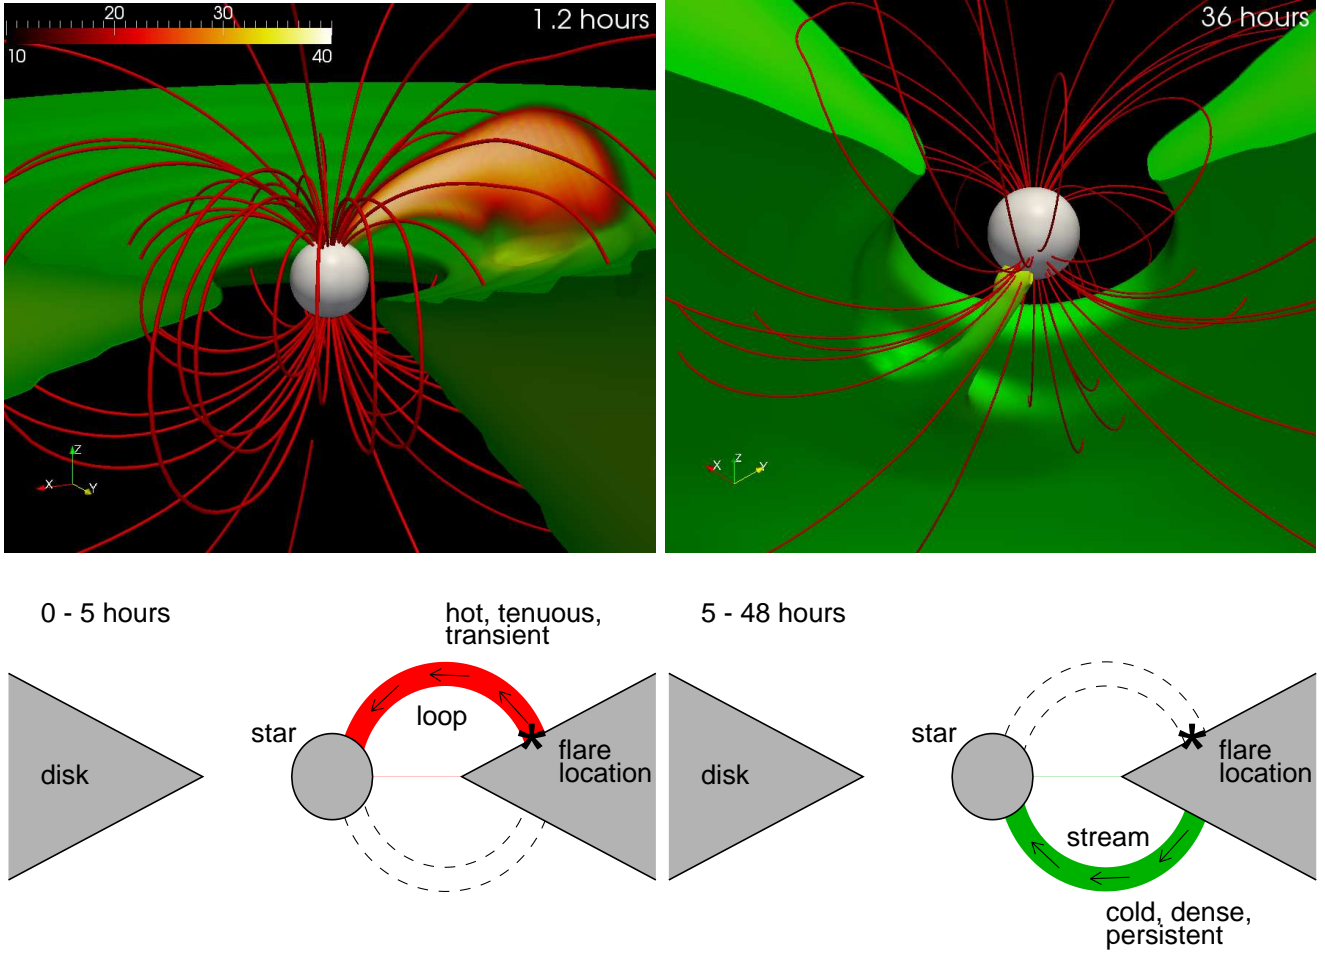 20 30
1.2 hours
10 40
Z
X
Y
36 hours
X Z Y
0 - 5 hours
hot, tenuous,
transient
loop
star
disk
*
flare
location
5 - 48 hours
star
disk
*
flare
location
stream
cold, dense,
persistent